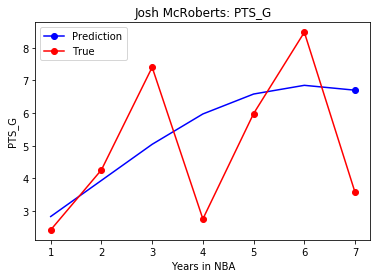 Josh McRoberts: PTS_G
Prediction
True
PTS_G
8
7
6
5
4
3
1 2 3 4 5 6 7
Years in NBA